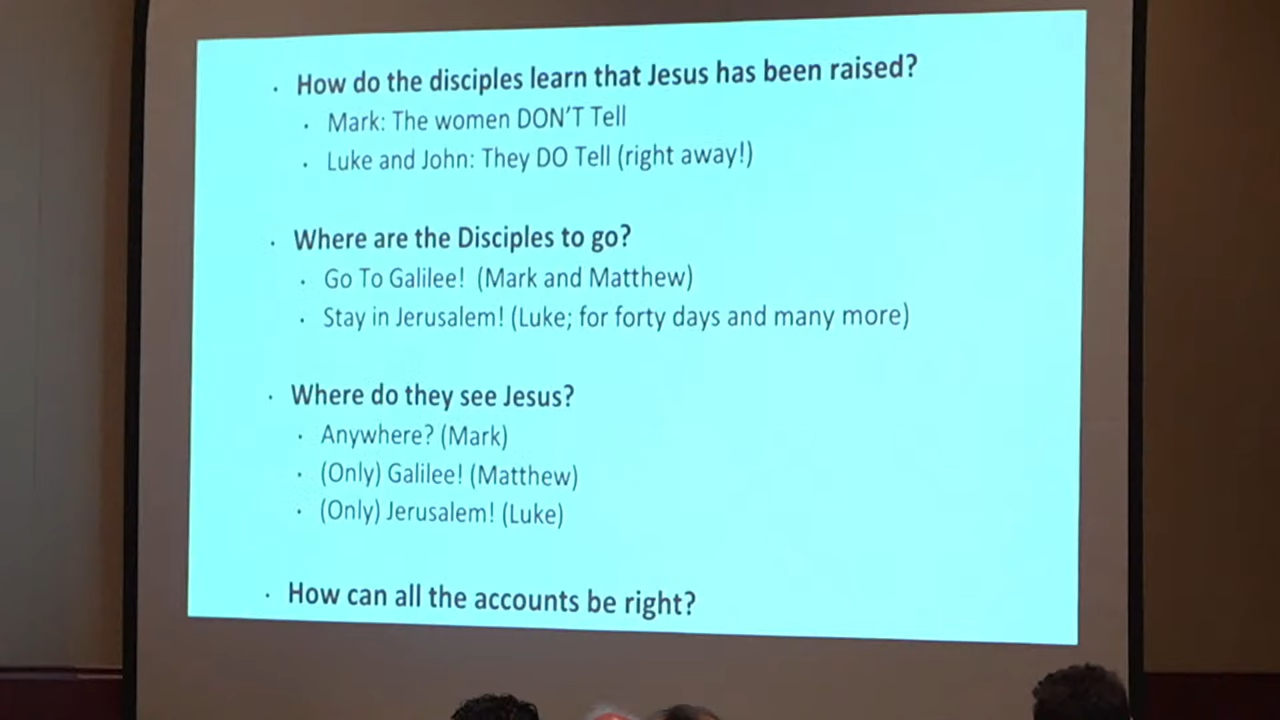 · How do the disciples learn that Jesus has been raised?
· Mark: The women DON'T Tell
· Luke and John: They DO Tell (right away!)
· Where are the Disciples to go?
· Go To Galilee! (Mark and Matthew)
· Stay in Jerusalem! (Luke; for forty days and many more)
· Where do they see Jesus?
· Anywhere? (Mark)
· (Only) Galilee! (Matthew)
· (Only) Jerusalem! (Luke)
· How can all the accounts be right?